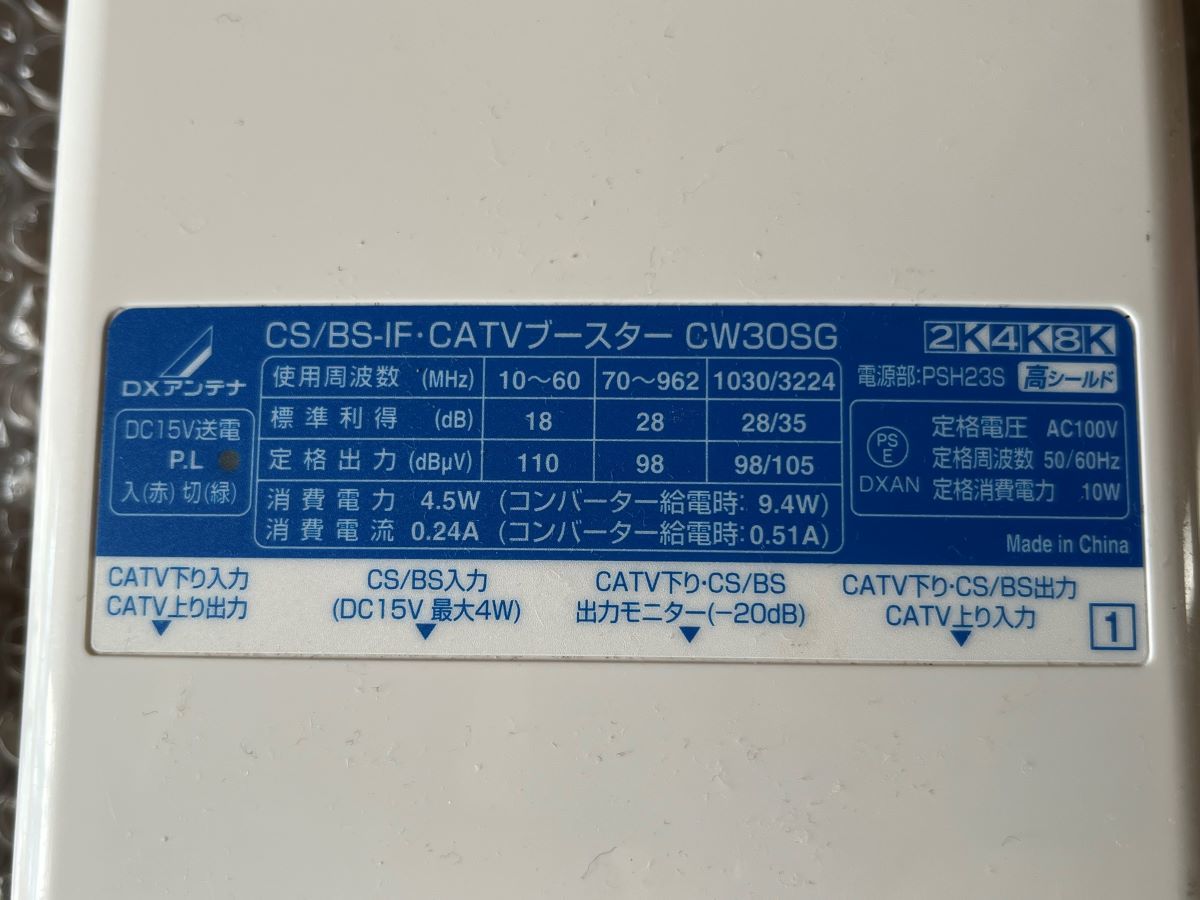 DXアンテナ
CS/BS-IF・CATVブースター CW30SG
2K4K8K
使用周波数 (MHz) 10～60 70～962 1030/3224
標準利得 (dB) 18 28 28/35
定格出力 (dBμV) 110 98 98/105
消費電力 4.5W (コンバーター給電時: 9.4W)
消費電流 0.24A (コンバーター給電時:0.51A)
DC15V送電
P.L
入(赤) 切(緑)
電源部:PSH23S 高シールド
PS
E
DXAN
定格電圧 AC100V
定格周波数 50/60Hz
定格消費電力 10W
Made in China
CATV下り入力
CATV上り出力
CS/BS入力
(DC15V 最大4W)
CATV下り・CS/BS
出力モニター(-20dB)
CATV下り・CS/BS出力
CATV上り入力
1